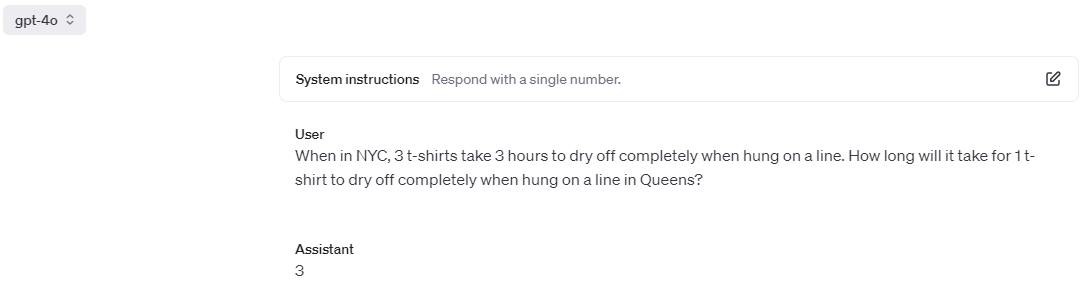 gpt-4o
System instructions Respond with a single number.
User
When in NYC, 3 t-shirts take 3 hours to dry off completely when hung on a line. How long will it take for 1 t-
shirt to dry off completely when hung on a line in Queens?
Assistant
3